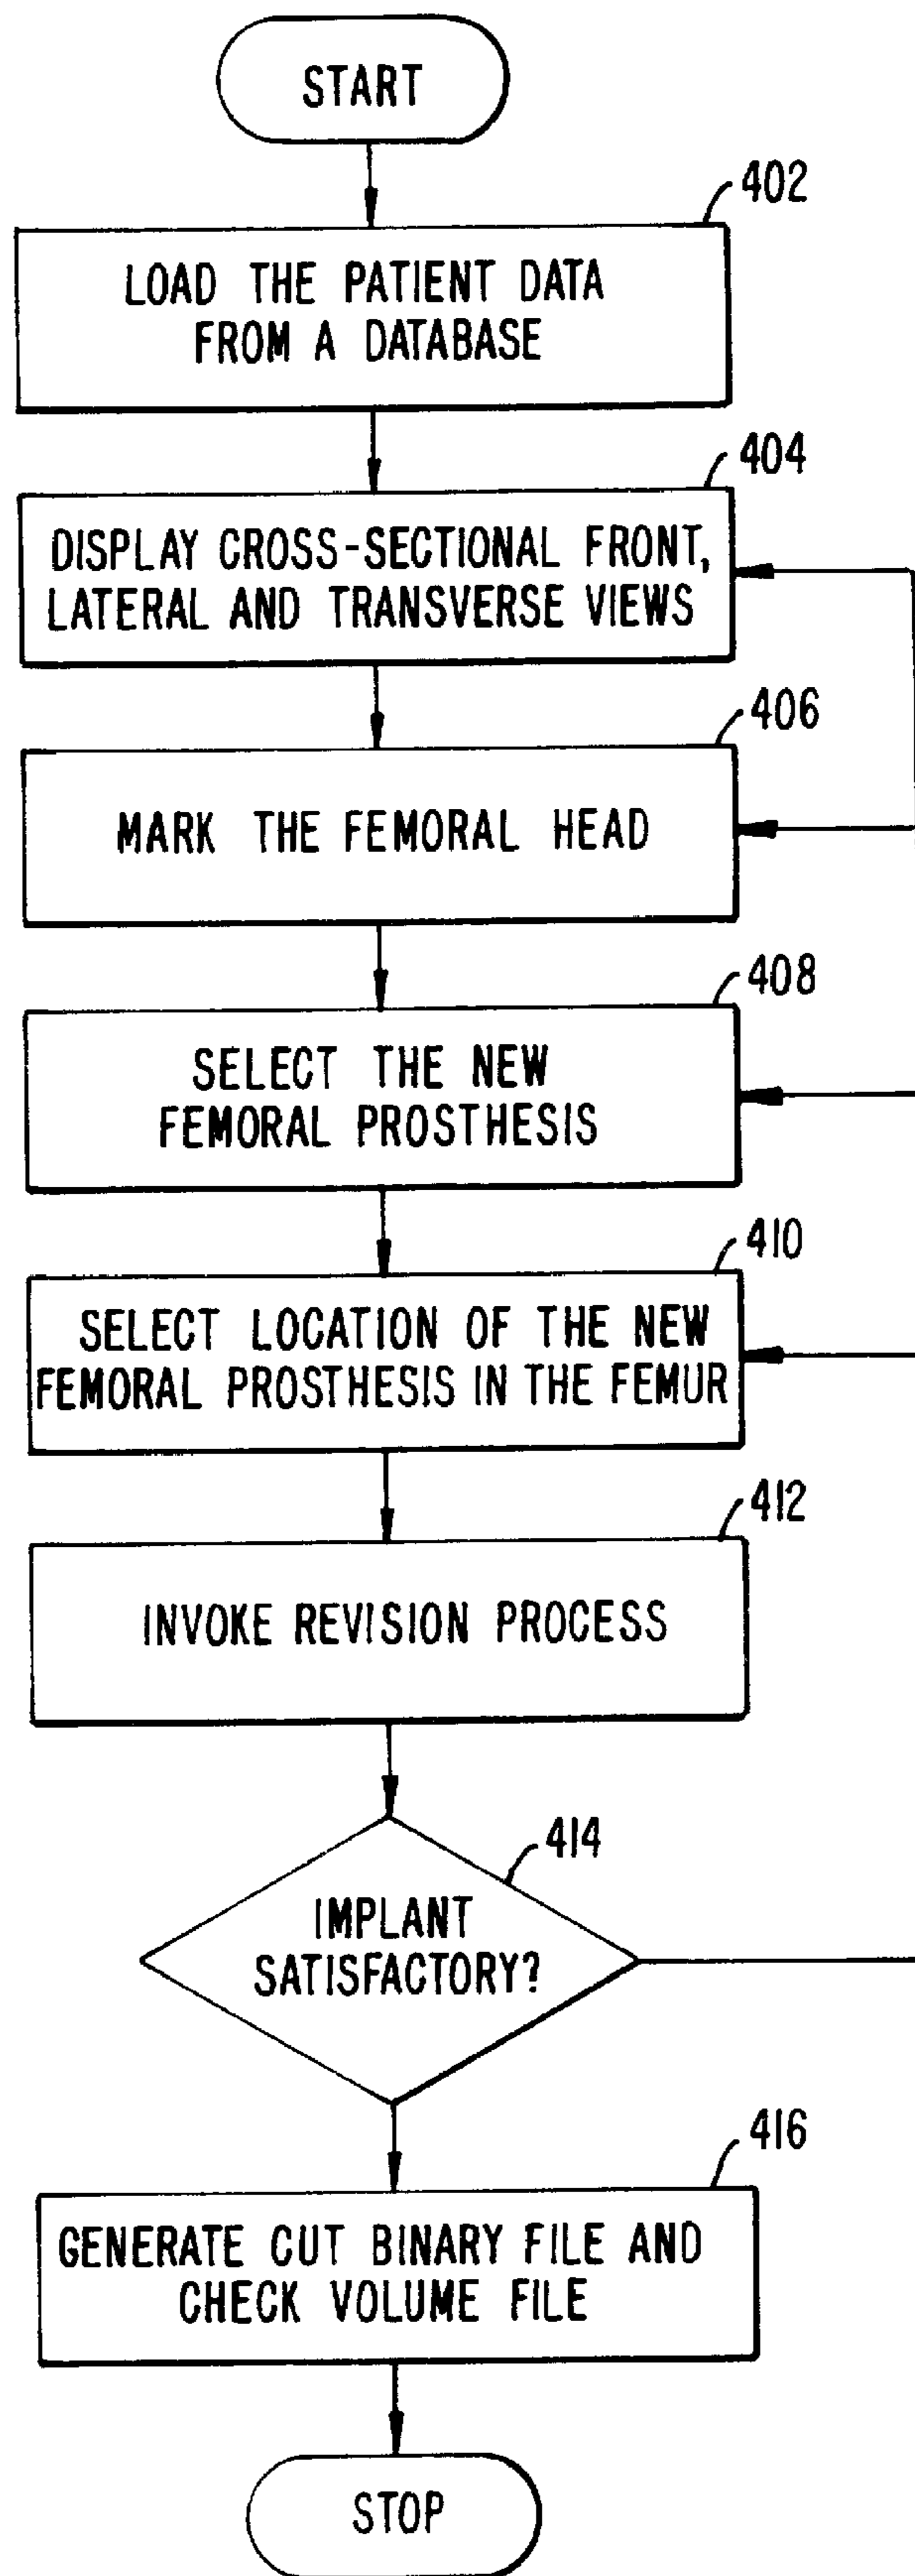 START
402
LOAD THE PATIENT DATA
FROM A DATABASE
404
DISPLAY CROSS-SECTIONAL FRONT,
LATERAL AND TRANSVERSE VIEWS
406
MARK THE FEMORAL HEAD
408
SELECT THE NEW
FEMORAL PROSTHESIS
410
SELECT LOCATION OF THE NEW
FEMORAL PROSTHESIS IN THE FEMUR
412
INVOKE REVISION PROCESS
414
IMPLANT
SATISFACTORY?
416
GENERATE CUT BINARY FILE AND
CHECK VOLUME FILE
STOP